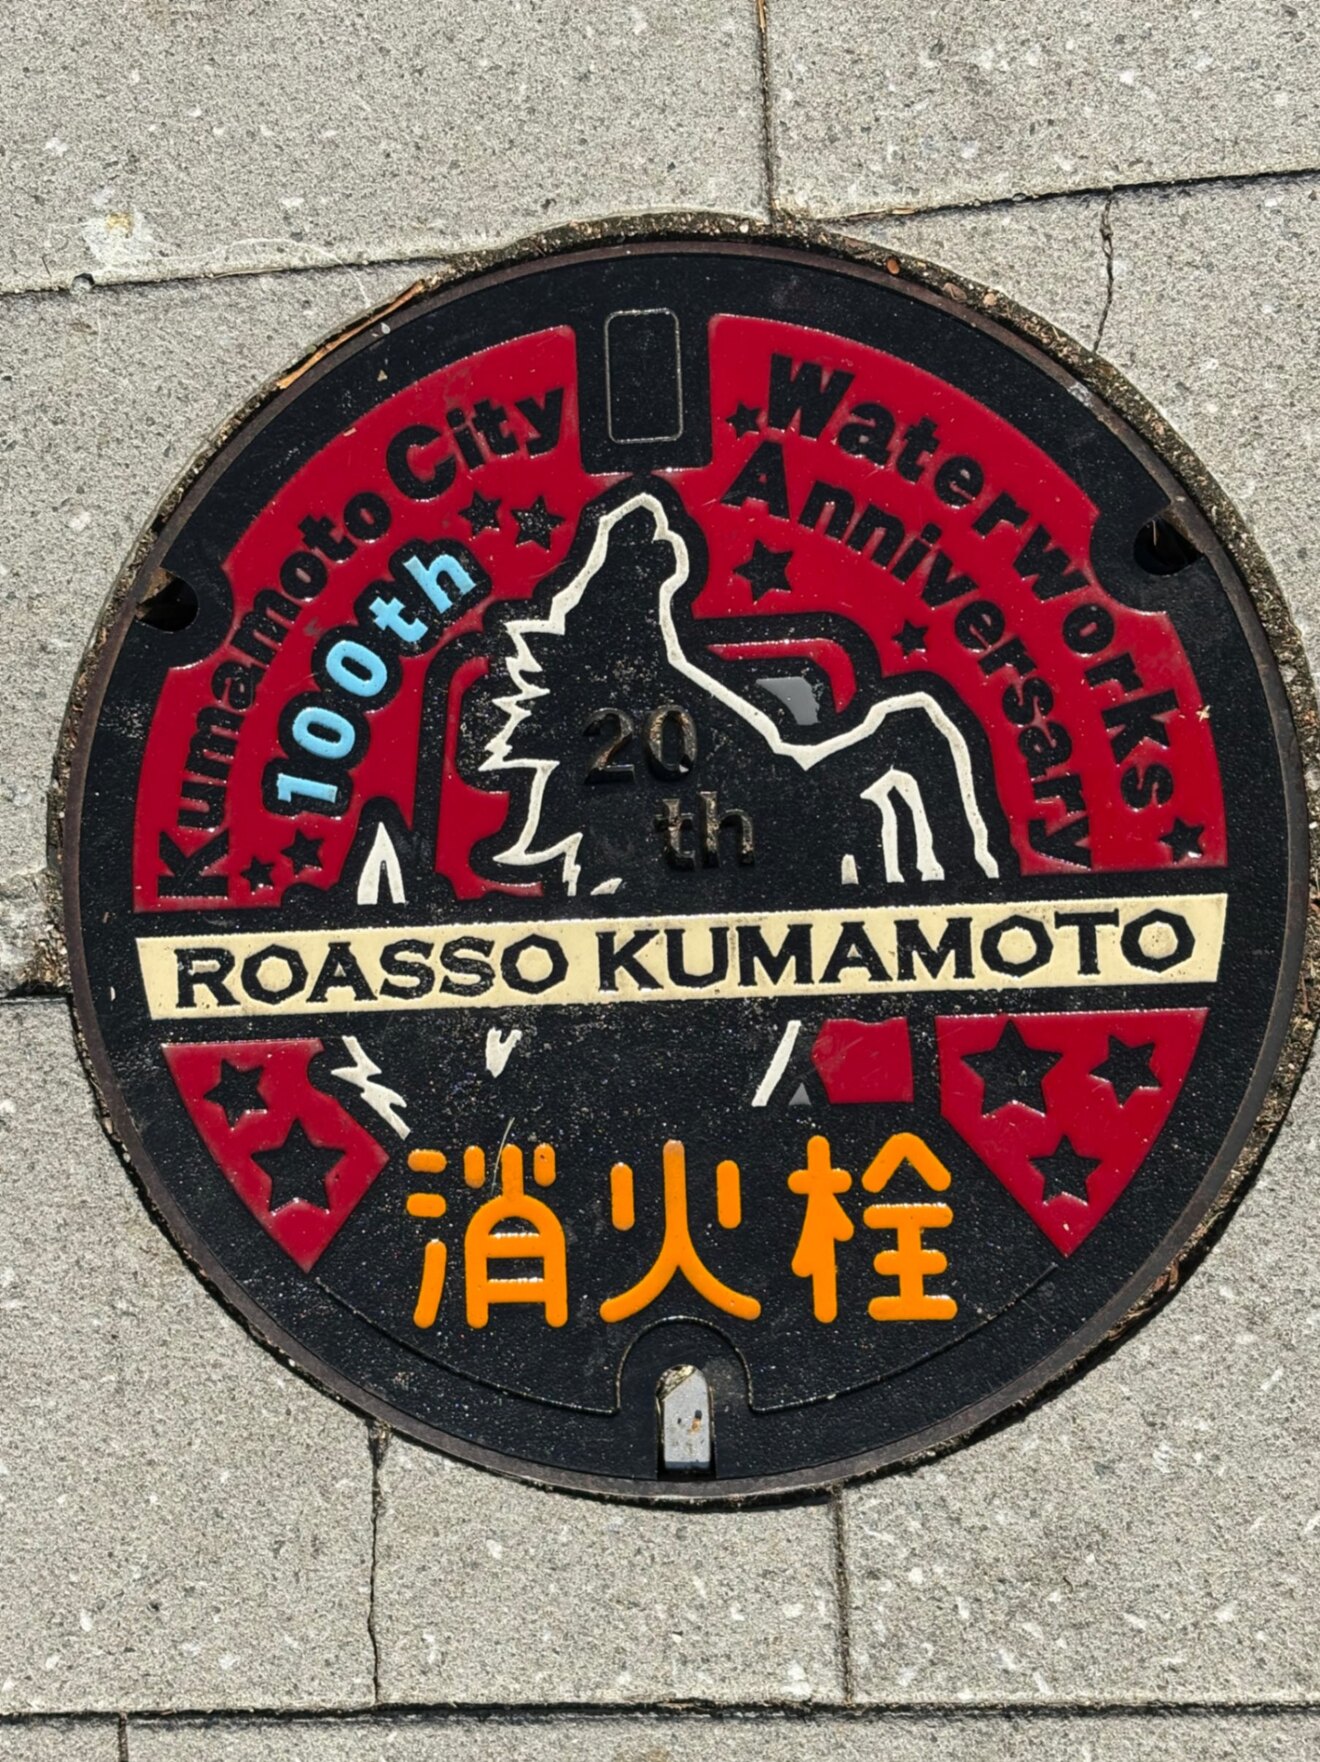 Kumamoto City
100th
Waterworks
Anniversary
20
th
ROASSO KUMAMOTO
消火栓